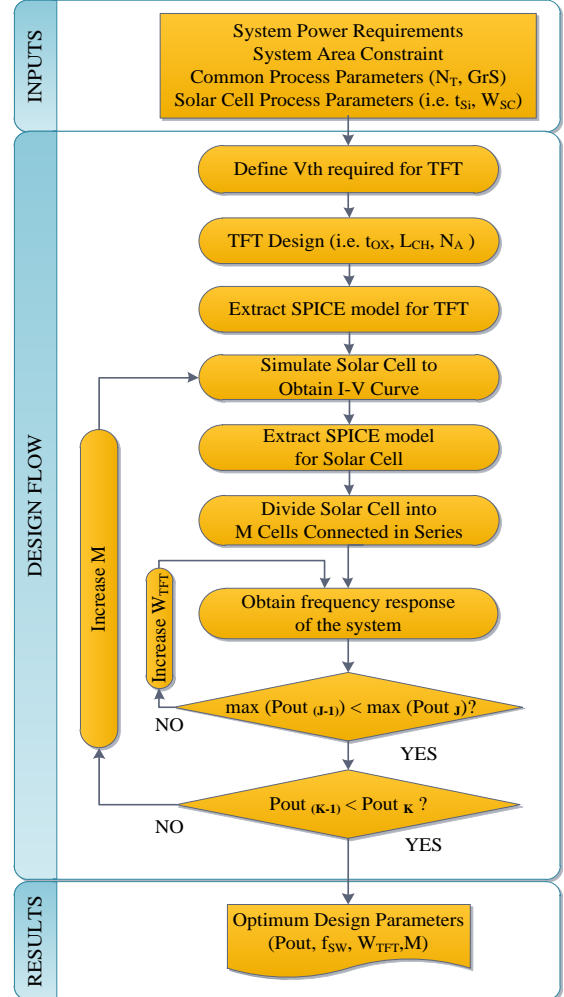 INPUTS
System Power Requirements
System Area Constraint
Common Process Parameters (NT, GrS)
Solar Cell Process Parameters (i.e. tSi, WSC)
DESIGN FLOW
Define Vth required for TFT
TFT Design (i.e. tOX, LCH, NA )
Extract SPICE model for TFT
Simulate Solar Cell to
Obtain I-V Curve
Extract SPICE model
for Solar Cell
Divide Solar Cell into
M Cells Connected in Series
Increase M
Increase WTFT
Obtain frequency response
of the system
max (Pout (J-1)) < max (Pout J)?
NO
YES
Pout (K-1) < Pout K ?
NO
YES
RESULTS
Optimum Design Parameters
(Pout, fSW, WTFT,M)